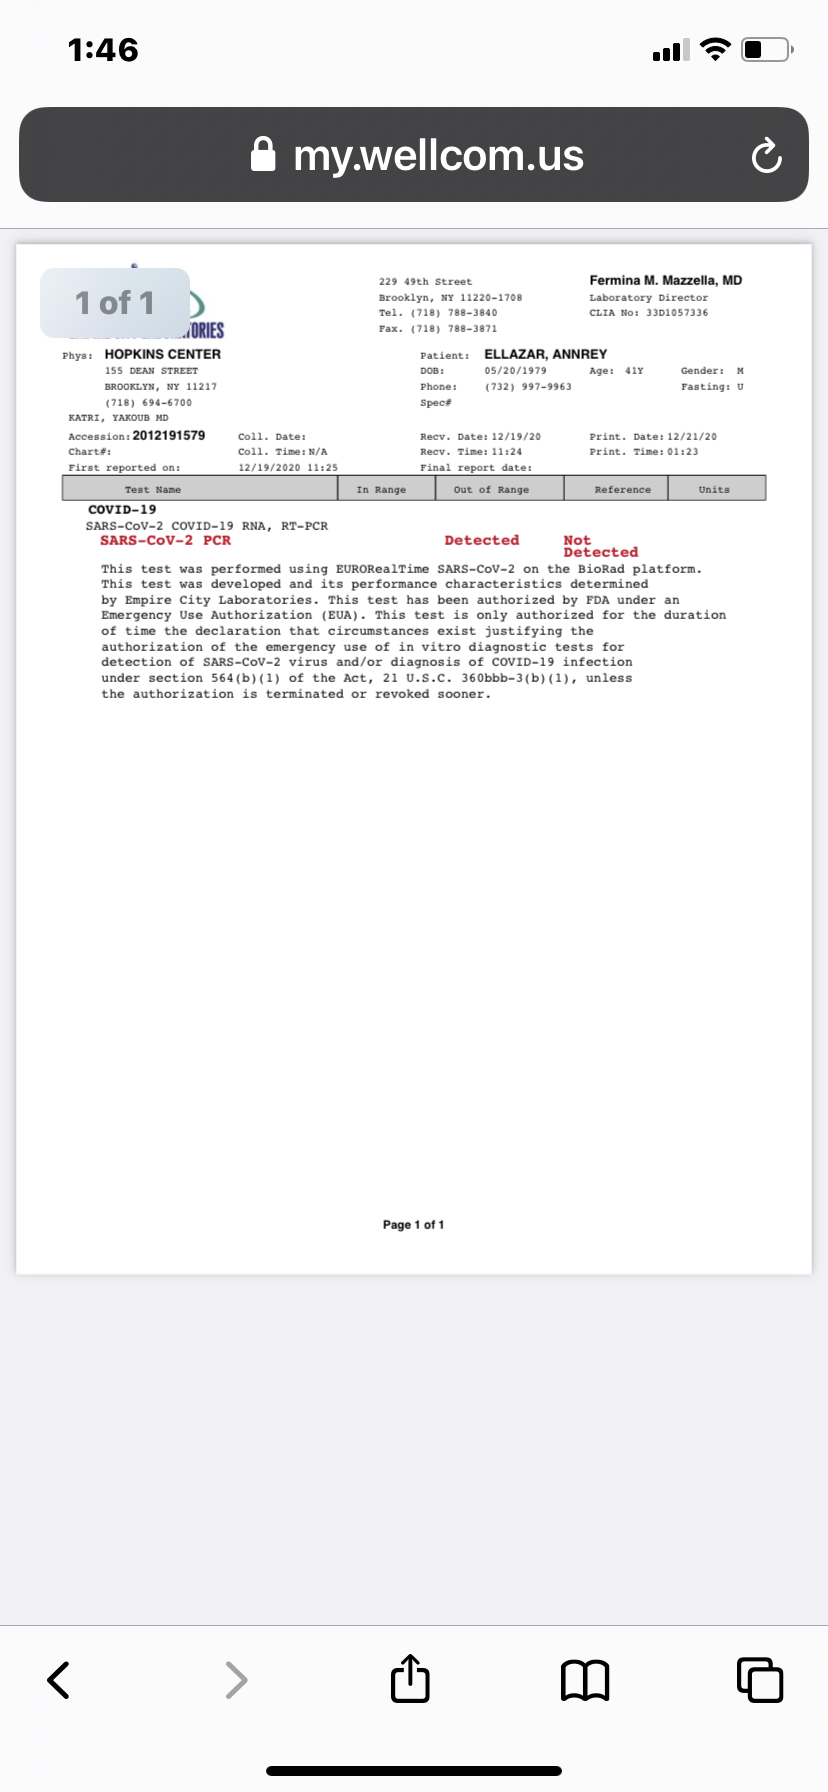 1:46
my.wellcom.us
1 of 1
229 49th Street
Brooklyn, NY 11220-1708
Tel. (718) 788-3840
Fax. (718) 788-3871
Fermina M. Mazzella, MD
Laboratory Director
CLIA No: 33D1057336
Phys: HOPKINS CENTER
155 DEAN STREET
BROOKLYN, NY 11217
(718) 694-6700
KATRI, YAKOUB MD
Patient: ELLAZAR, ANNREY
DOB: 05/20/1979 Age: 41Y Gender: M
Phone: (732) 997-9963 Fasting: U
Spec#
Accession: 2012191579 Coll. Date: Recv. Date: 12/19/20 Print. Date: 12/21/20
Chart#: Coll. Time: N/A Recv. Time: 11:24 Print. Time: 01:23
First reported on: 12/19/2020 11:25 Final report date:
Test Name In Range Out of Range Reference Units
COVID-19
SARS-CoV-2 COVID-19 RNA, RT-PCR
SARS-CoV-2 PCR Detected Not
Detected
This test was performed using EURORealTime SARS-CoV-2 on the BioRad platform.
This test was developed and its performance characteristics determined
by Empire City Laboratories. This test has been authorized by FDA under an
Emergency Use Authorization (EUA). This test is only authorized for the duration
of time the declaration that circumstances exist justifying the
authorization of the emergency use of in vitro diagnostic tests for
detection of SARS-CoV-2 virus and/or diagnosis of COVID-19 infection
under section 564(b)(1) of the Act, 21 U.S.C. 360bbb-3(b)(1), unless
the authorization is terminated or revoked sooner.
Page 1 of 1